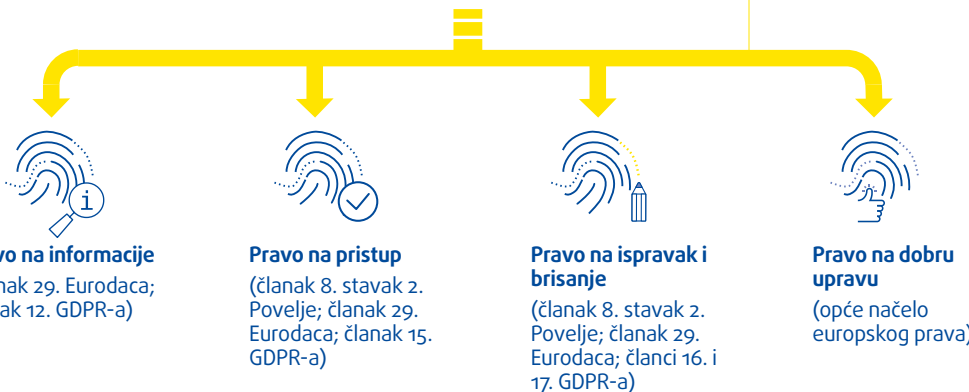 i
vo na informacije
nak 29. Eurodaca;
ak 12. GDPR-a)
Pravo na pristup
(članak 8. stavak 2.
Povelje; članak 29.
Eurodaca; članak 15.
GDPR-a)
Pravo na ispravak i
brisanje
(članak 8. stavak 2.
Povelje; članak 29.
Eurodaca; članci 16. i
17. GDPR-a)
Pravo na dobru
upravu
(opće načelo
europskog prava)